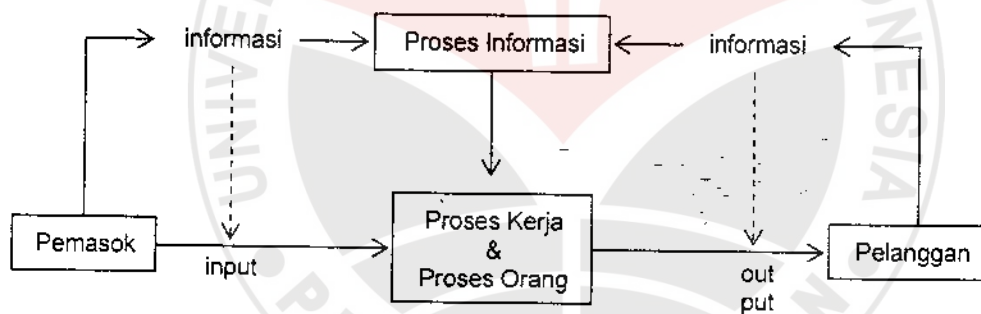 informasi
Proses Informasi
informasi
Pemasok
input
Proses Kerja
&
Proses Orang
out
put
Pelanggan